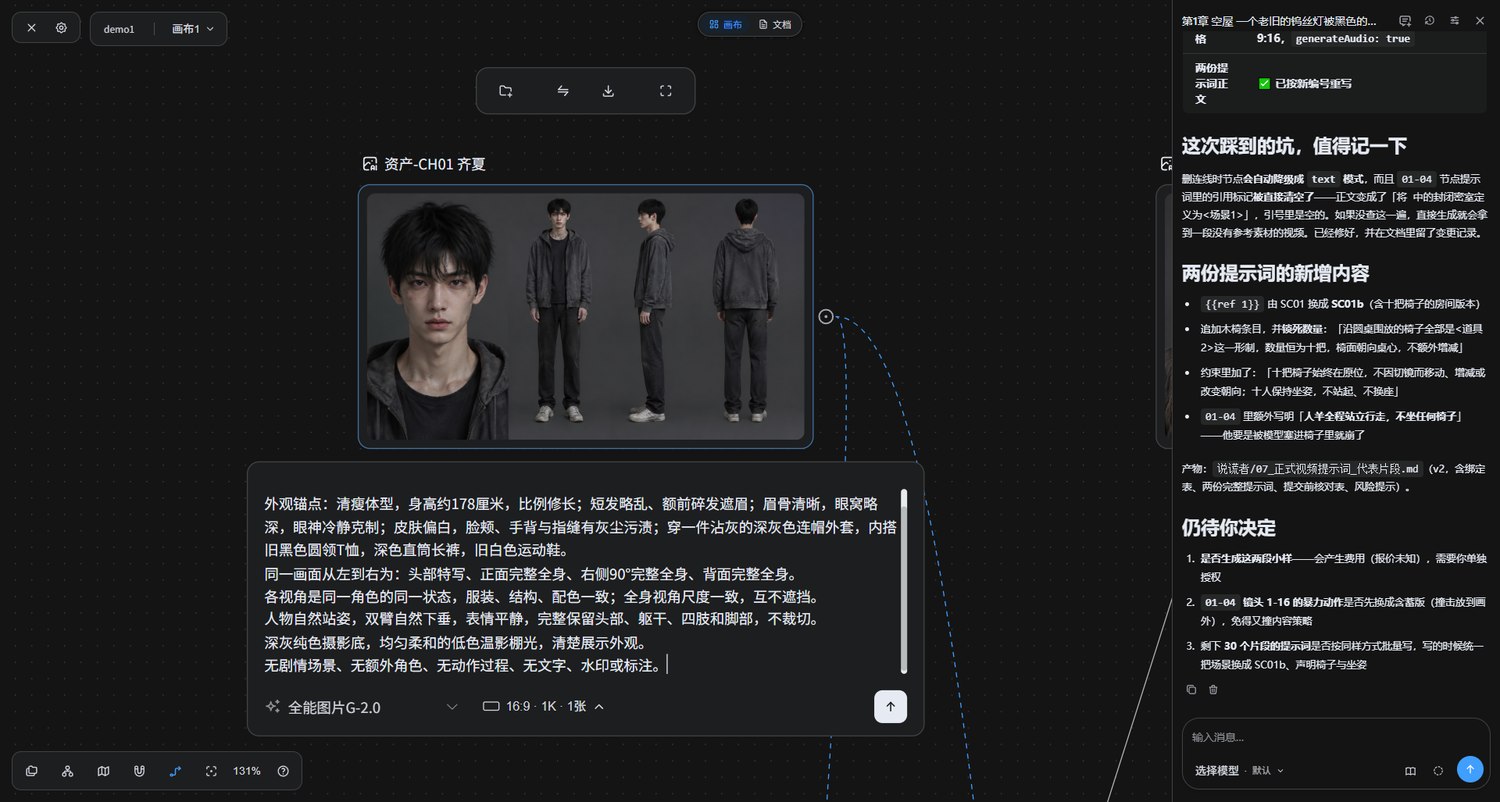 demo1
画布1
画布
文档
资产-CH01 齐夏
外观锚点：清瘦体型，身高约178厘米，比例修长；短发略乱、额前碎发遮眉；眉骨清晰，眼窝略
深，眼神冷静克制；皮肤偏白，脸颊、手背与指缝有灰尘污渍；穿一件沾灰的深灰色连帽外套，内搭
旧黑色圆领T恤，深色直筒长裤，旧白色运动鞋。
同一画面从左到右为：头部特写、正面完整全身、右侧90°完整全身、背面完整全身。
各视角是同一角色的同一状态，服装、结构、配色一致；全身视角尺度一致，互不遮挡。
人物自然站姿，双臂自然下垂，表情平静，完整保留头部、躯干、四肢和脚部，不裁切。
深灰纯色摄影底，均匀柔和的低色温影棚光，清楚展示外观。
无剧情场景、无额外角色、无动作过程、无文字、水印或标注。
全能图片G-2.0
16:9 · 1K · 1张
131%
第1章 空屋 一个老旧的钨丝灯被黑色的...
格
9:16, generateAudio: true
两份提
示词正
文
✅ 已按新编号重写
这次踩到的坑，值得记一下
删连线时节点会自动降级成 text 模式，而且 01-04 节点提示
词里的引用标记被直接清空了——正文变成了「将 中的封闭密室定
义为<场景1>」，引号里是空的。如果没查这一遍，直接生成就会拿
到一段没有参考素材的视频。已经修好，并在文档里留了变更记录。
两份提示词的新增内容
• {{ref 1}} 由 SC01 换成 SC01b（含十把椅子的房间版本）
• 追加木椅条目，并锁死数量：「沿圆桌围放的椅子全部是<道具
2>这一形制，数量恒为十把，椅面朝向桌心，不额外增减」
• 约束里加了：「十把椅子始终在原位，不因切镜而移动、增减或
改变朝向；十人保持坐姿，不站起、不换座」
• 01-04 里额外写明「人羊全程站立行走，不坐任何椅子」
——他要是被模型塞进椅子里就崩了
产物： 说谎者/07_正式视频提示词_代表片段.md （v2，含绑定
表、两份完整提示词、提交前核对表、风险提示）。
仍待你决定
1. 是否生成这两段小样——会产生费用（报价未知），需要你单独
授权
2. 01-04 镜头 1-16 的暴力动作是否先换成含蓄版（撞击放到画
外），免得又撞内容策略
3. 剩下 30 个片段的提示词是否按同样方式批量写，写的时候统一
把场景换成 SC01b、声明椅子与坐姿
输入消息...
选择模型 · 默认